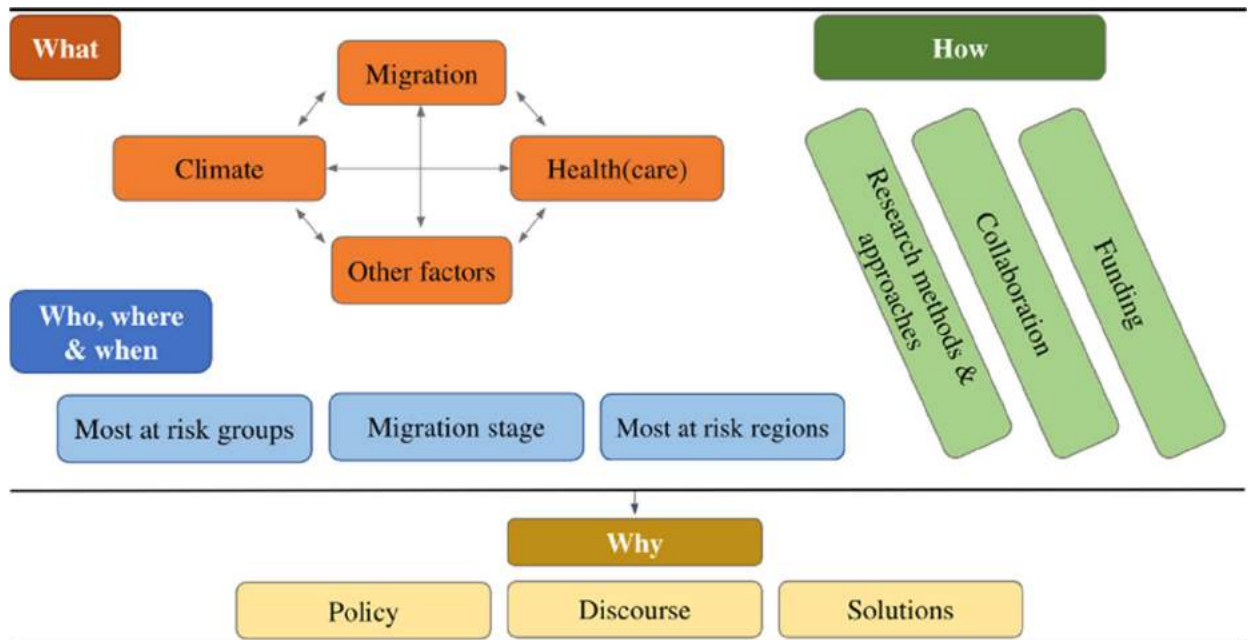 What
How
Migration
Climate
Health(care)
Other factors
Research methods &
approaches
Collaboration
Funding
Who, where
& when
Most at risk groups
Migration stage
Most at risk regions
Why
Policy
Discourse
Solutions